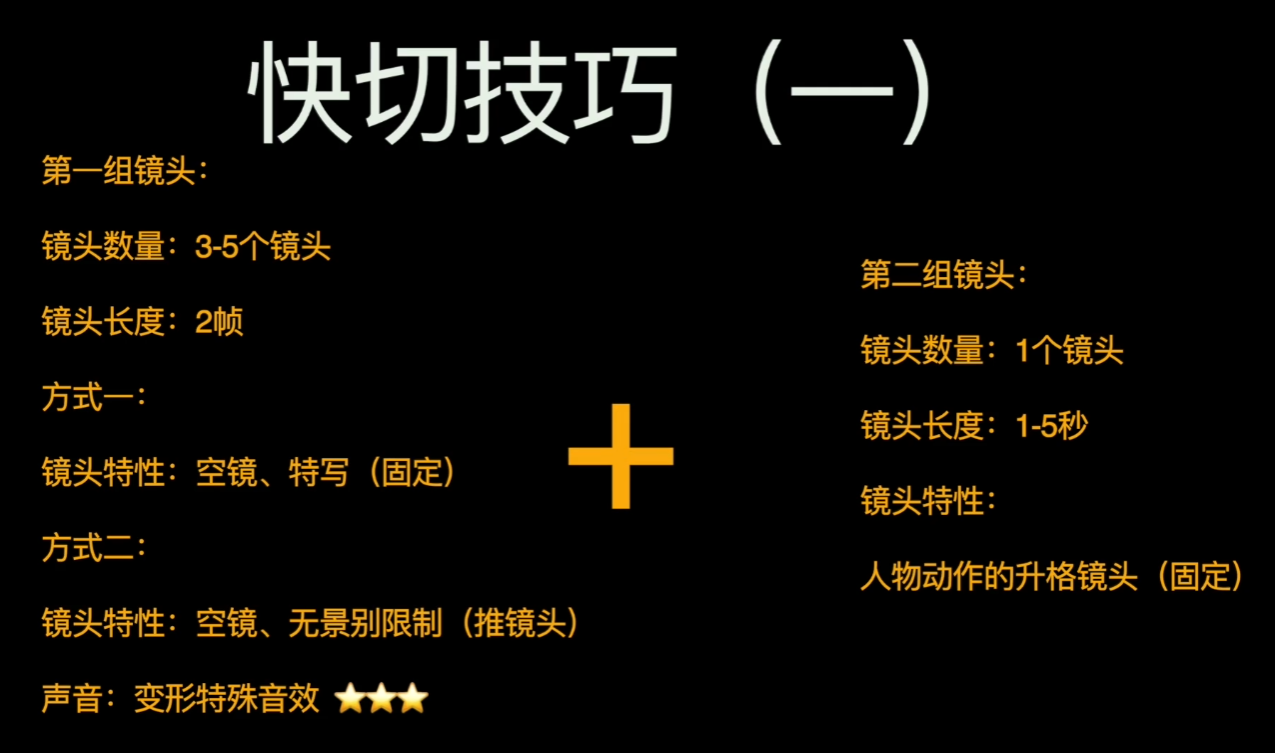 快切技巧（一）
第一组镜头：
镜头数量：3-5个镜头
镜头长度：2帧
方式一：
镜头特性：空镜、特写（固定）
方式二：
镜头特性：空镜、无景别限制（推镜头）
声音：变形特殊音效 ⭐⭐⭐
+
第二组镜头：
镜头数量：1个镜头
镜头长度：1-5秒
镜头特性：
人物动作的升格镜头（固定）